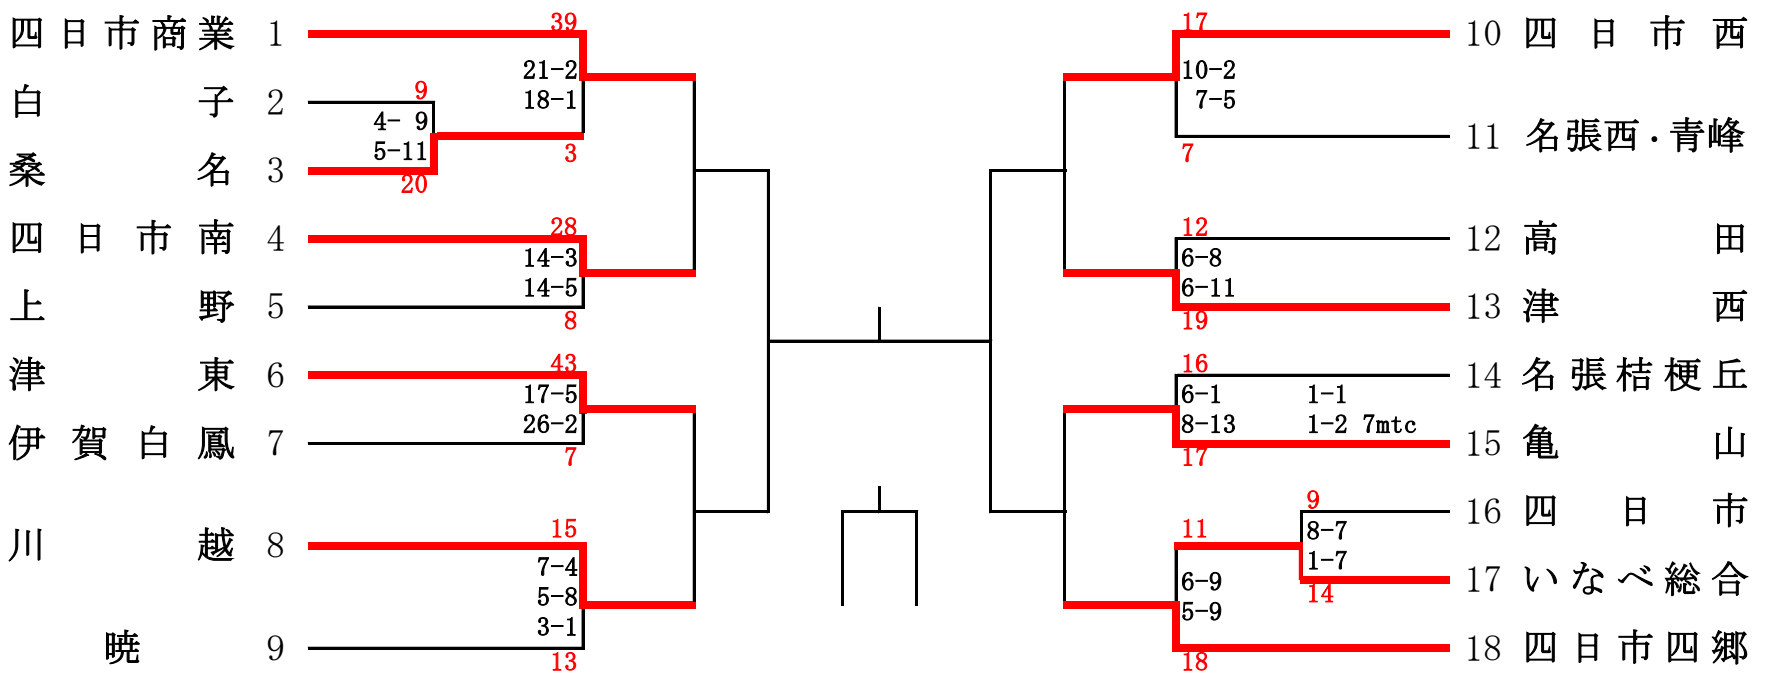 四日市商業 1
39
21-2
18-1
3
白子 2
9
4- 9
5-11
20
桑名 3
四日市南 4
28
14-3
14-5
8
上野 5
津東 6
43
17-5
26-2
7
伊賀白鳳 7
川越 8
15
7-4
5-8
3-1
13
暁 9
17
10 四日市西
10-2
7-5
7
11 名張西・青峰
12
12 高田
6-8
6-11
19
13 津西
16
14 名張桔梗丘
6-1 1-1
8-13 1-2 7mtc
17
15 亀山
9
16 四日市
8-7
1-7
14
17 いなべ総合
11
6-9
5-9
18
18 四日市四郷